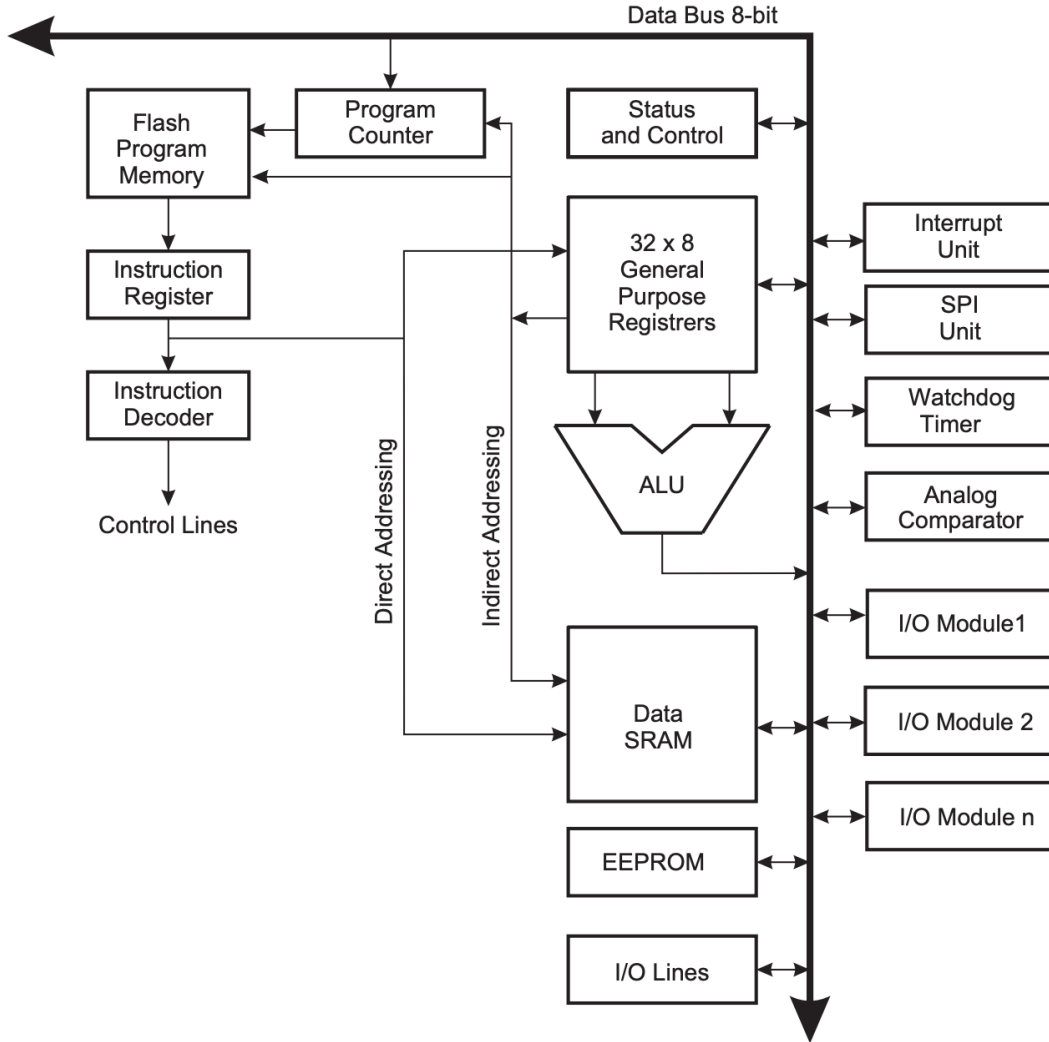 Data Bus 8-bit
Flash
Program
Memory
Program
Counter
Status
and Control
Instruction
Register
32 x 8
General
Purpose
Registrers
Interrupt
Unit
SPI
Unit
Instruction
Decoder
Watchdog
Timer
Control Lines
Direct Addressing
Indirect Addressing
ALU
Analog
Comparator
I/O Module1
Data
SRAM
I/O Module 2
I/O Module n
EEPROM
I/O Lines